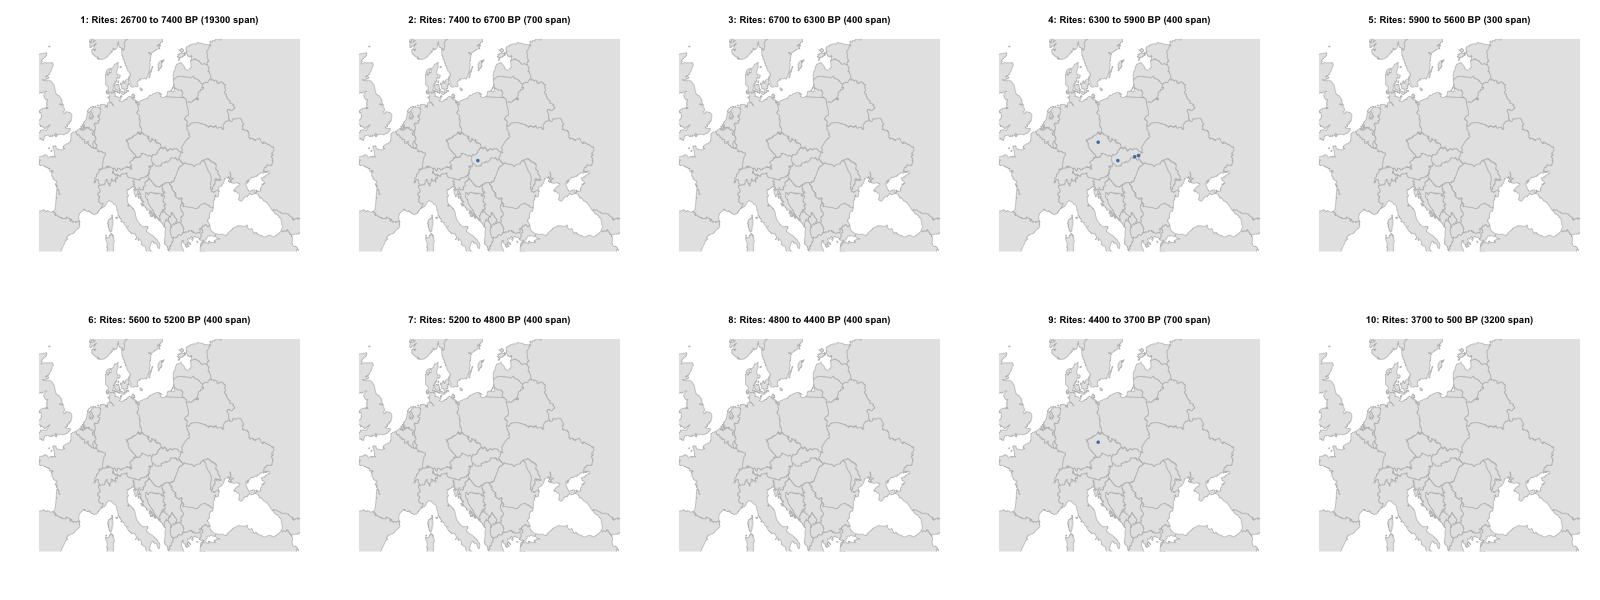 1: Rites: 26700 to 7400 BP (19300 span)
2: Rites: 7400 to 6700 BP (700 span)
3: Rites: 6700 to 6300 BP (400 span)
4: Rites: 6300 to 5900 BP (400 span)
5: Rites: 5900 to 5600 BP (300 span)
6: Rites: 5600 to 5200 BP (400 span)
7: Rites: 5200 to 4800 BP (400 span)
8: Rites: 4800 to 4400 BP (400 span)
9: Rites: 4400 to 3700 BP (700 span)
10: Rites: 3700 to 500 BP (3200 span)